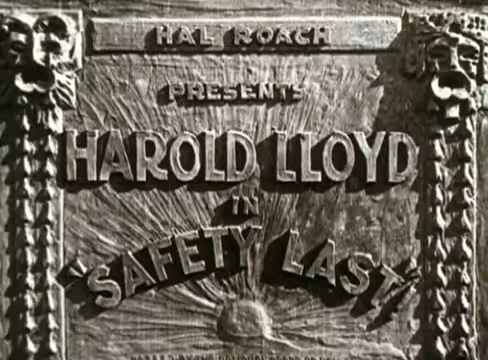 HAL ROACH
PRESENTS
HAROLD LLOYD
IN
"SAFETY LAST"